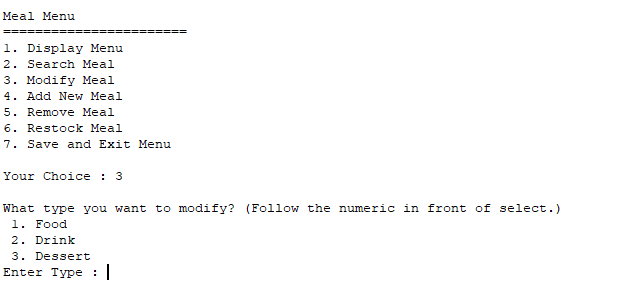 Meal Menu
=======================
1. Display Menu
2. Search Meal
3. Modify Meal
4. Add New Meal
5. Remove Meal
6. Restock Meal
7. Save and Exit Menu
Your Choice : 3
What type you want to modify? (Follow the numeric in front of select.)
1. Food
2. Drink
3. Dessert
Enter Type :